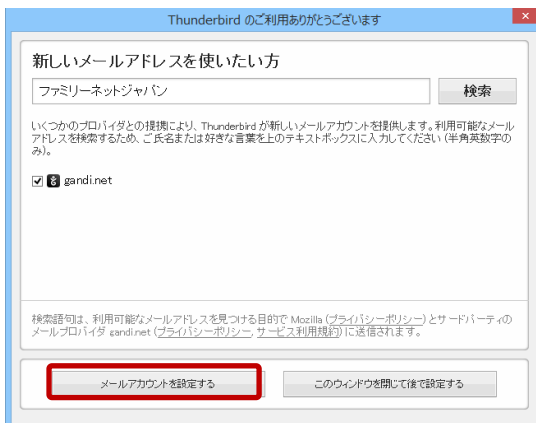 Thunderbird のご利用ありがとうございます
新しいメールアドレスを使いたい方
ファミリーネットジャパン
検索
いくつかのプロバイダとの提携により、Thunderbird が新しいメールアカウントを提供します。利用可能なメール
アドレスを検索するため、ご氏名または好きな言葉を上のテキストボックスに入力してください (半角英数字の
み)。
gandi.net
検索語句は、利用可能なメールアドレスを見つける目的で Mozilla (プライバシーポリシー) とサードパーティの
メールプロバイダ gandi.net (プライバシーポリシー, サービス利用規約) に送信されます。
メールアカウントを設定する
このウィンドウを閉じて後で設定する